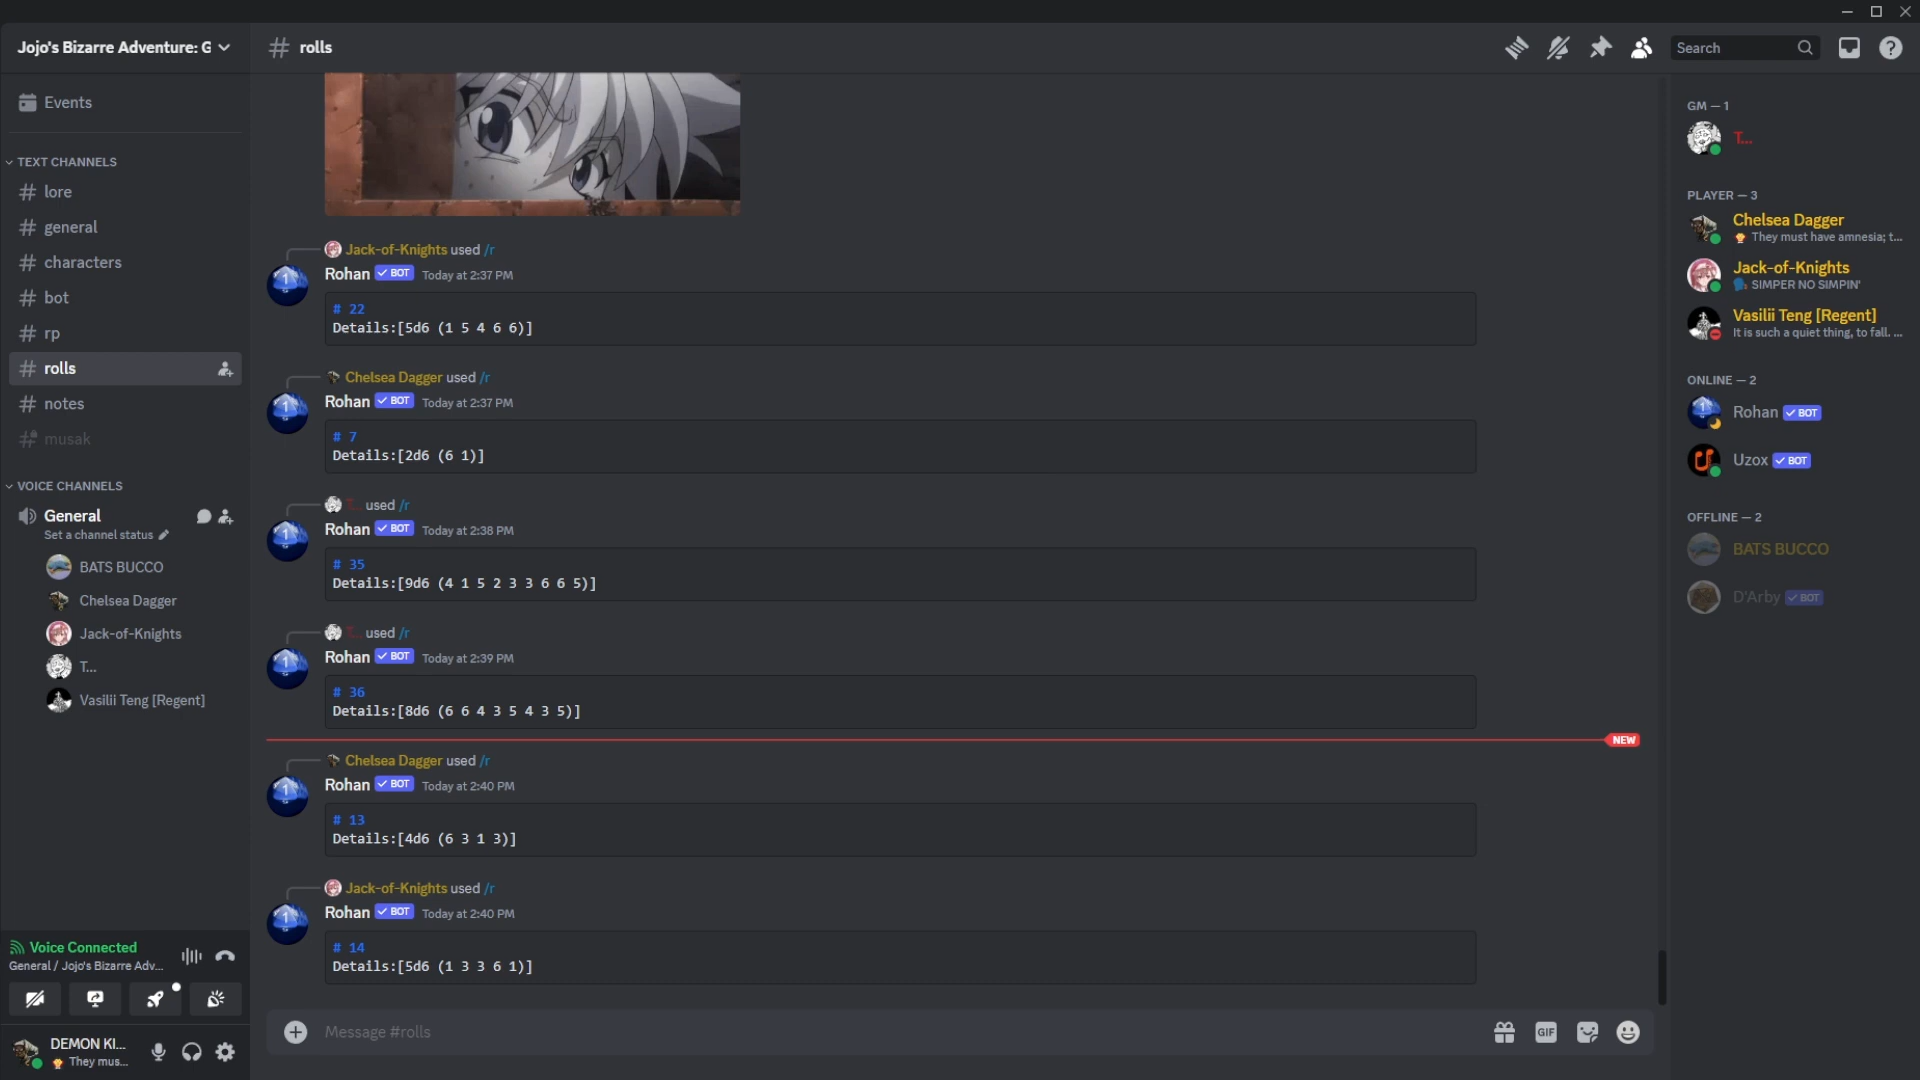 Jojo's Bizarre Adventure: G
Events
TEXT CHANNELS
lore
general
characters
bot
rp
rolls
notes
musak
VOICE CHANNELS
General
Set a channel status
BATS BUCCO
Chelsea Dagger
Jack-of-Knights
T...
Vasilii Teng [Regent]
Voice Connected
General / Jojo's Bizarre Adv...
DEMON KI...
They mus...
# rolls
Search
Jack-of-Knights used /r
Rohan BOT Today at 2:37 PM
# 22
Details:[5d6 (1 5 4 6 6)]
Chelsea Dagger used /r
Rohan BOT Today at 2:37 PM
# 7
Details:[2d6 (6 1)]
T... used /r
Rohan BOT Today at 2:38 PM
# 35
Details:[9d6 (4 1 5 2 3 3 6 6 5)]
T... used /r
Rohan BOT Today at 2:39 PM
# 36
Details:[8d6 (6 6 4 3 5 4 3 5)]
NEW
Chelsea Dagger used /r
Rohan BOT Today at 2:40 PM
# 13
Details:[4d6 (6 3 1 3)]
Jack-of-Knights used /r
Rohan BOT Today at 2:40 PM
# 14
Details:[5d6 (1 3 3 6 1)]
Message #rolls
GIF
GM — 1
T...
PLAYER — 3
Chelsea Dagger
They must have amnesia; t...
Jack-of-Knights
SIMPER NO SIMPIN'
Vasilii Teng [Regent]
It is such a quiet thing, to fall. ...
ONLINE — 2
Rohan BOT
Uzox BOT
OFFLINE — 2
BATS BUCCO
D'Arby BOT